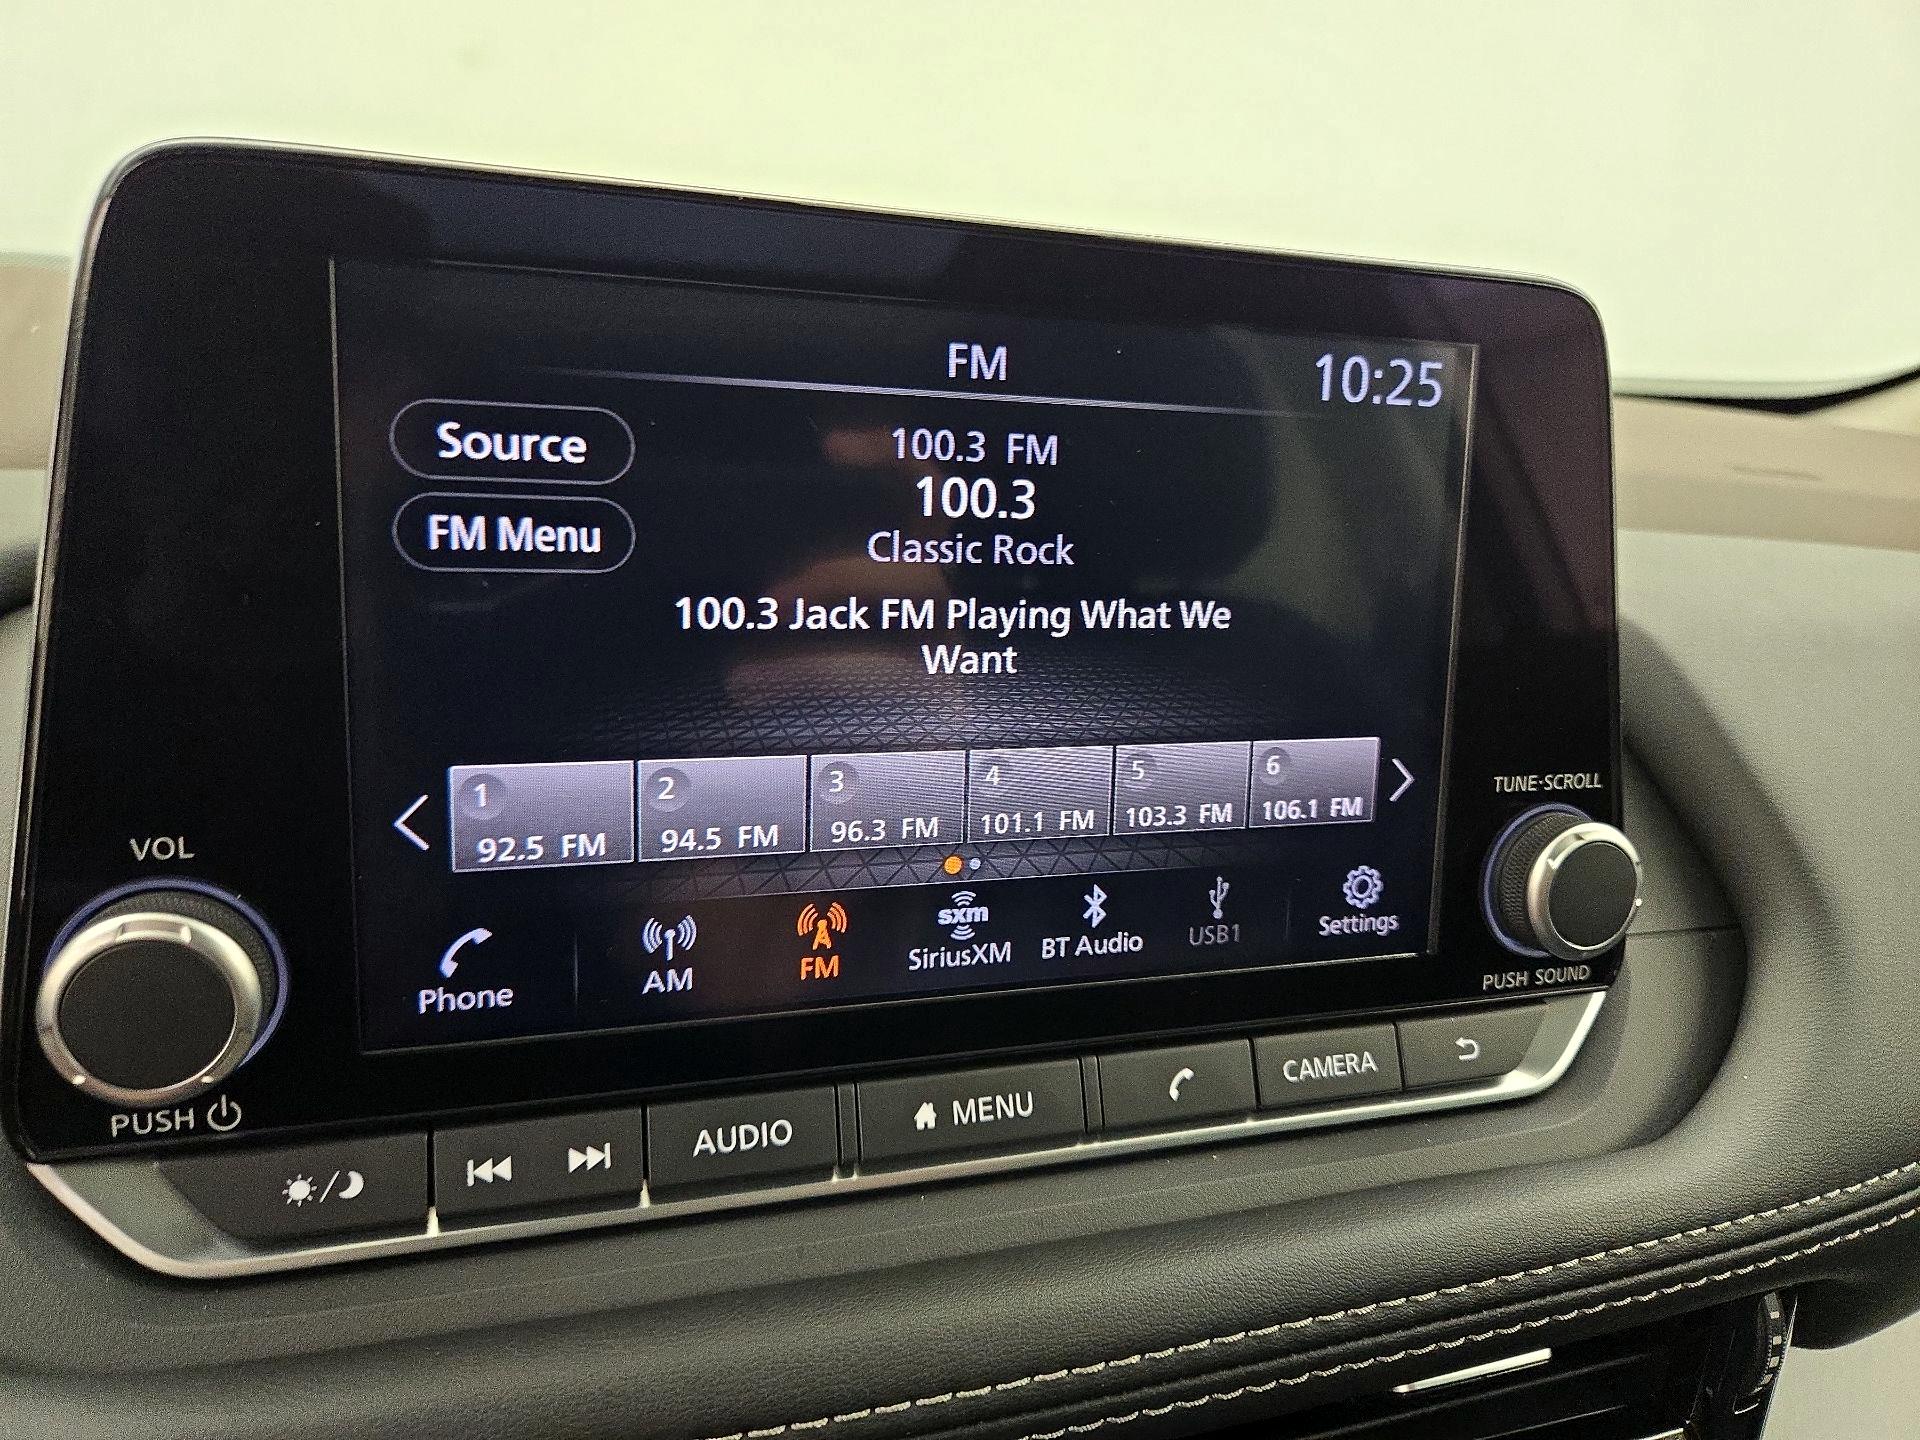 FM
10:25
Source
100.3 FM
100.3
FM Menu
Classic Rock
100.3 Jack FM Playing What We
Want
1
2
3
4
5
6
92.5 FM
94.5 FM
96.3 FM
101.1 FM
103.3 FM
106.1 FM
TUNE·SCROLL
VOL
Phone
AM
FM
sxm
SiriusXM
BT Audio
USB1
Settings
PUSH SOUND
PUSH
AUDIO
MENU
CAMERA